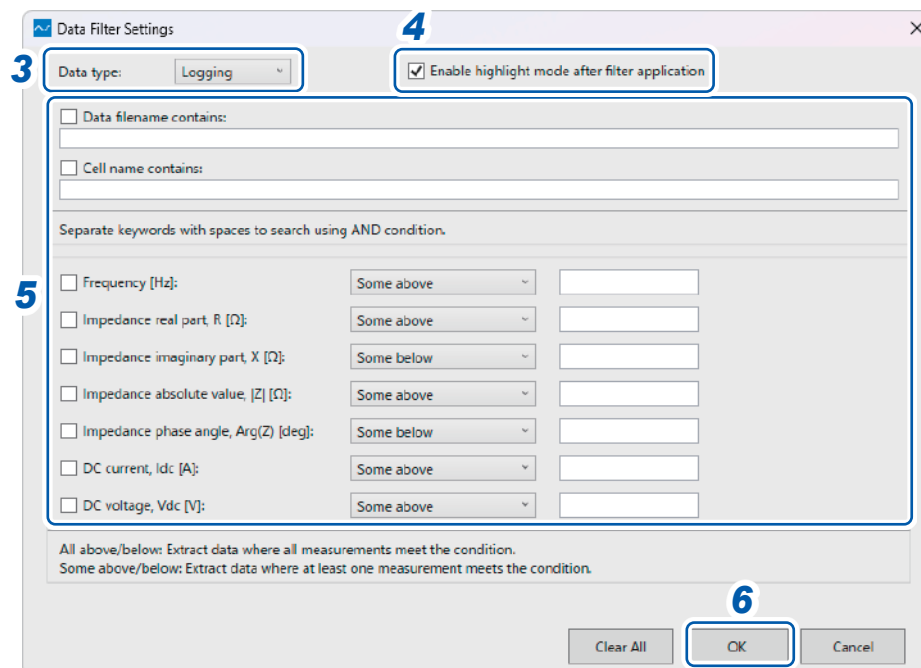 Data Filter Settings
4
3
Data type: Logging
Enable highlight mode after filter application
Data filename contains:
Cell name contains:
Separate keywords with spaces to search using AND condition.
5
Frequency [Hz]: Some above
Impedance real part, R [Ω]: Some above
Impedance imaginary part, X [Ω]: Some below
Impedance absolute value, |Z| [Ω]: Some above
Impedance phase angle, Arg(Z) [deg]: Some below
DC current, Idc [A]: Some above
DC voltage, Vdc [V]: Some above
All above/below: Extract data where all measurements meet the condition.
Some above/below: Extract data where at least one measurement meets the condition.
6
Clear All OK Cancel